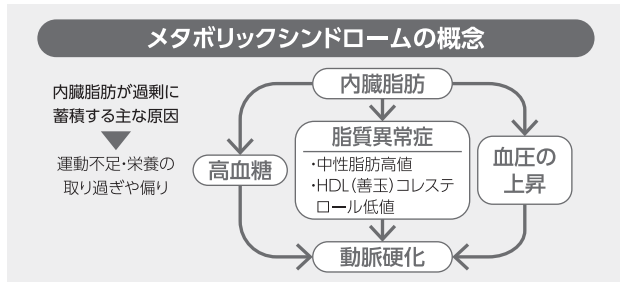 メタボリックシンドロームの概念
内臓脂肪が過剰に
蓄積する主な原因
運動不足・栄養の
取り過ぎや偏り
内臓脂肪
高血糖
脂質異常症
・中性脂肪高値
・HDL(善玉)コレステ
ロール低値
血圧の
上昇
動脈硬化